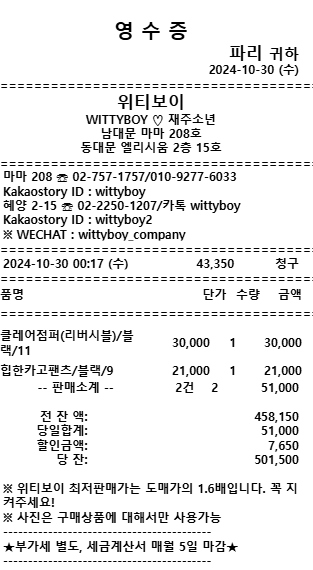 영 수 증
파리 귀하
2024-10-30 (수)
위티보이
WITTYBOY ♡ 재주소년
남대문 마마 208호
동대문 엘리시움 2층 15호
마마 208 ☏ 02-757-1757/010-9277-6033
Kakaostory ID : wittyboy
혜양 2-15 ☏ 02-2250-1207/카톡 wittyboy
Kakaostory ID : wittyboy2
※ WECHAT : wittyboy_company
2024-10-30 00:17 (수) 43,350 청구
품명 단가 수량 금액
클레어점퍼(리버시블)/블
랙/11 30,000 1 30,000
힙한카고팬츠/블랙/9 21,000 1 21,000
-- 판매소계 -- 2건 2 51,000
전 잔 액: 458,150
당일합계: 51,000
할인금액: 7,650
당 잔: 501,500
※ 위티보이 최저판매가는 도매가의 1.6배입니다. 꼭 지
켜주세요!
※ 사진은 구매상품에 대해서만 사용가능
★부가세 별도, 세금계산서 매월 5일 마감★